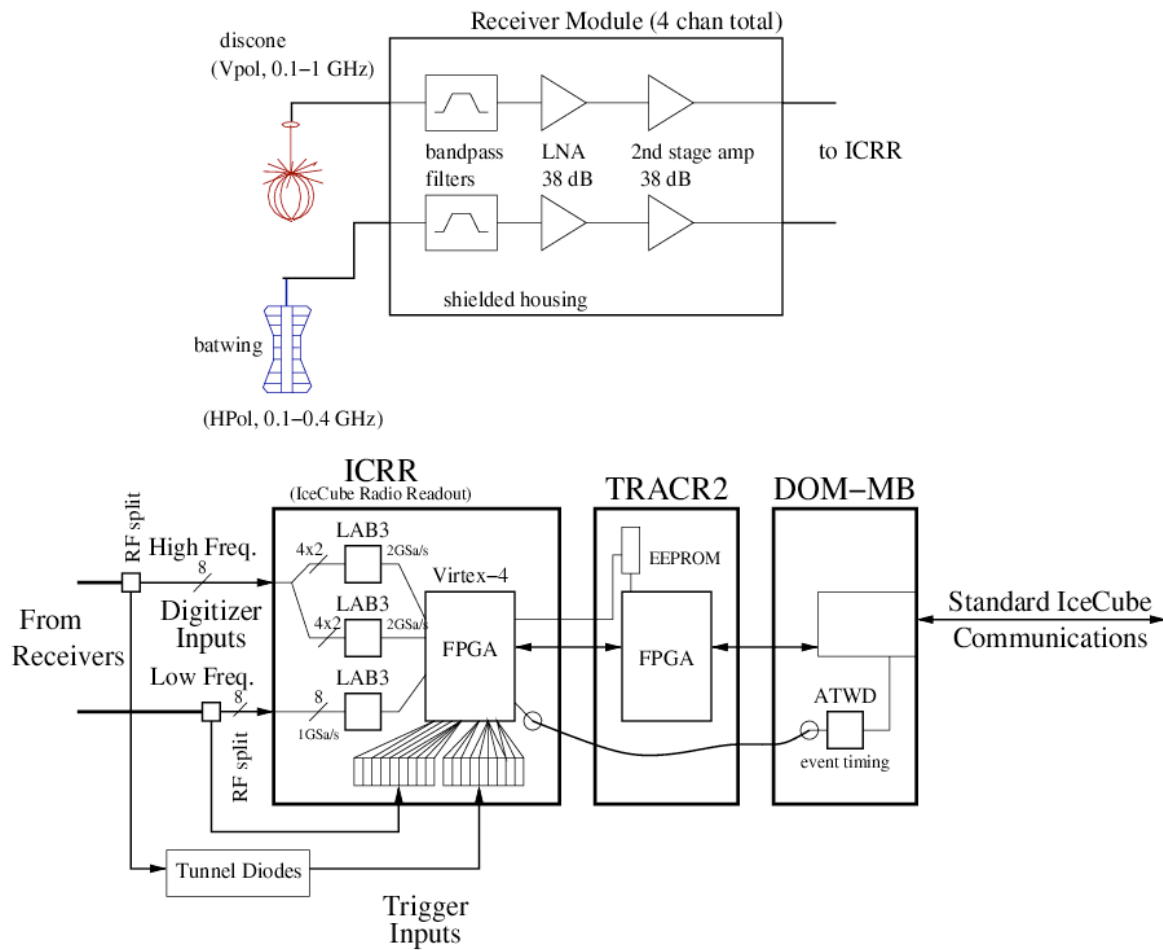 Receiver Module (4 chan total)
discone
(Vpol, 0.1–1 GHz)
bandpass
filters
LNA
38 dB
2nd stage amp
38 dB
to ICRR
shielded housing
batwing
(HPol, 0.1–0.4 GHz)
ICRR
(IceCube Radio Readout)
TRACR2
DOM–MB
RF split
High Freq.
8
Digitizer
Inputs
From
Receivers
Low Freq.
8
RF split
LAB3
4x2
2GSa/s
LAB3
4x2
2GSa/s
LAB3
8
1GSa/s
Virtex–4
FPGA
EEPROM
FPGA
ATWD
event timing
Standard IceCube
Communications
Tunnel Diodes
Trigger
Inputs